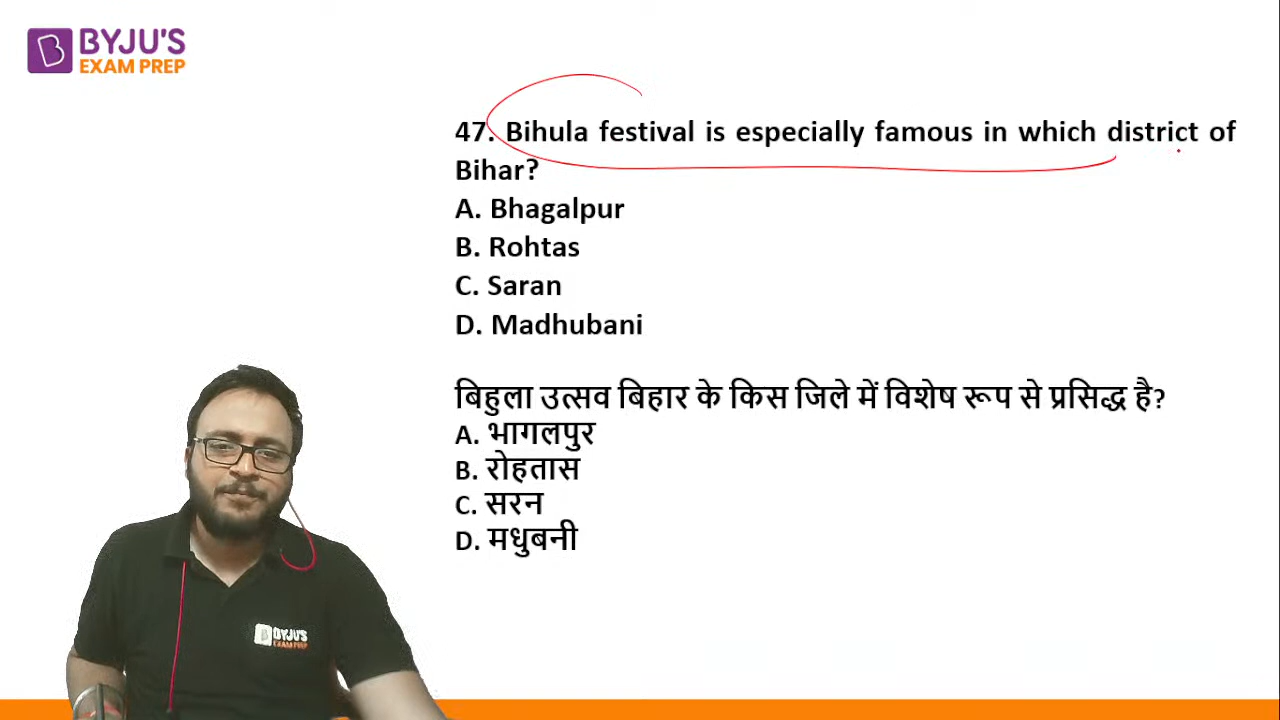 BYJU'S
EXAM PREP
47. Bihula festival is especially famous in which district of
Bihar?
A. Bhagalpur
B. Rohtas
C. Saran
D. Madhubani
बिहुला उत्सव बिहार के किस जिले में विशेष रूप से प्रसिद्ध है?
A. भागलपुर
B. रोहतास
C. सरन
D. मधुबनी
BYJU'S
EXAM PREP